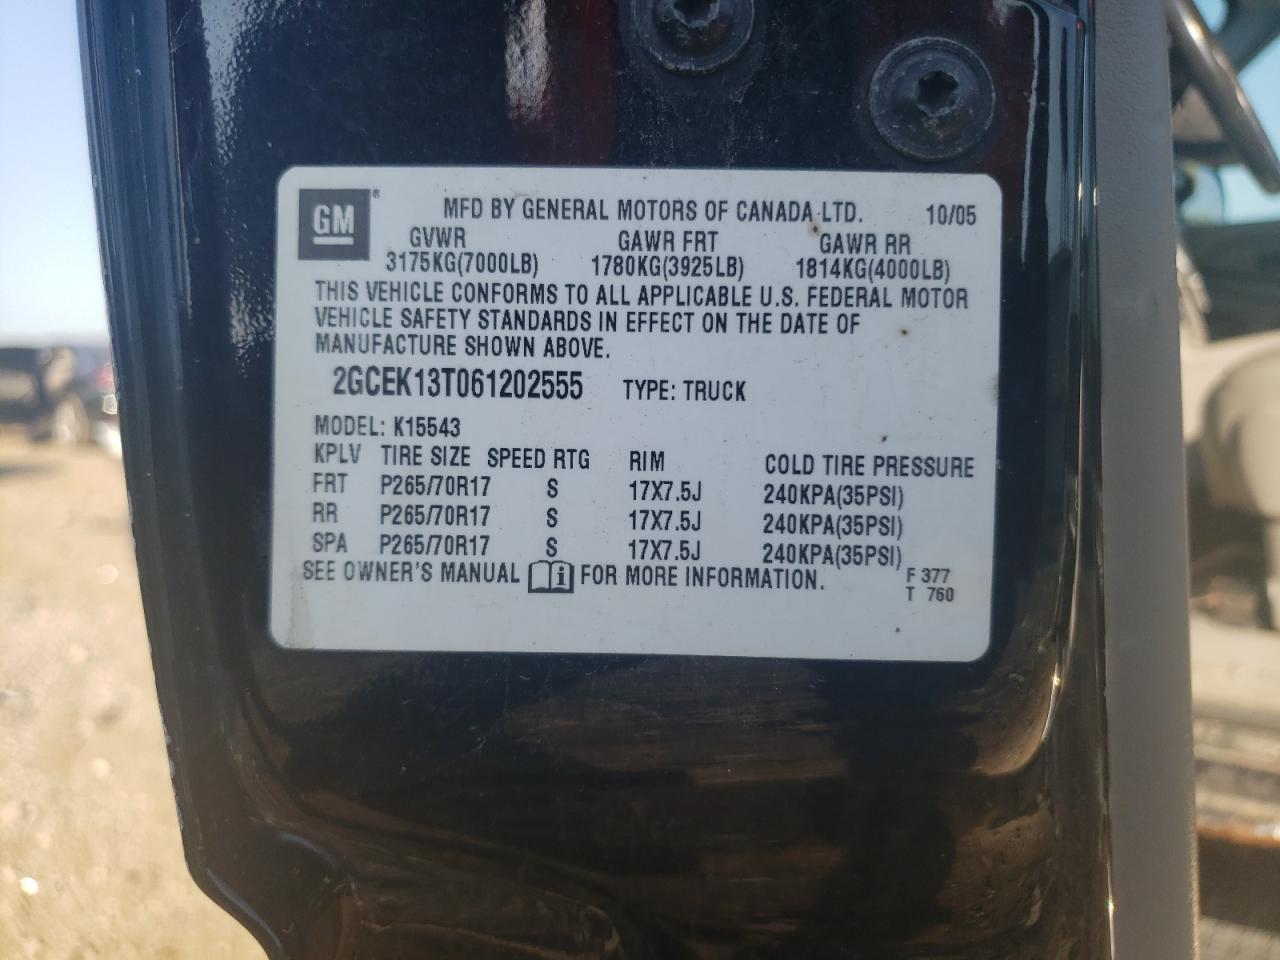 GM®
MFD BY GENERAL MOTORS OF CANADA LTD. 10/05
GVWR GAWR FRT GAWR RR
3175KG(7000LB) 1780KG(3925LB) 1814KG(4000LB)
THIS VEHICLE CONFORMS TO ALL APPLICABLE U.S. FEDERAL MOTOR
VEHICLE SAFETY STANDARDS IN EFFECT ON THE DATE OF
MANUFACTURE SHOWN ABOVE.
2GCEK13T061202555 TYPE: TRUCK
MODEL: K15543
KPLV TIRE SIZE SPEED RTG RIM COLD TIRE PRESSURE
FRT P265/70R17 S 17X7.5J 240KPA(35PSI)
RR P265/70R17 S 17X7.5J 240KPA(35PSI)
SPA P265/70R17 S 17X7.5J 240KPA(35PSI)
SEE OWNER'S MANUAL i FOR MORE INFORMATION. F 377
T 760